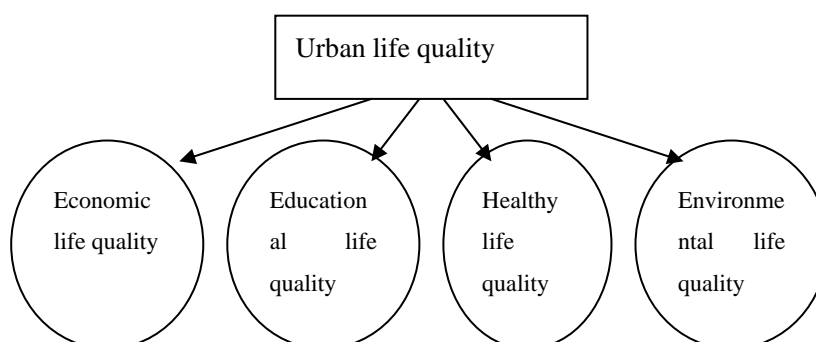 Urban life quality
Economic
life quality
Education
al life
quality
Healthy
life
quality
Environme
ntal life
quality